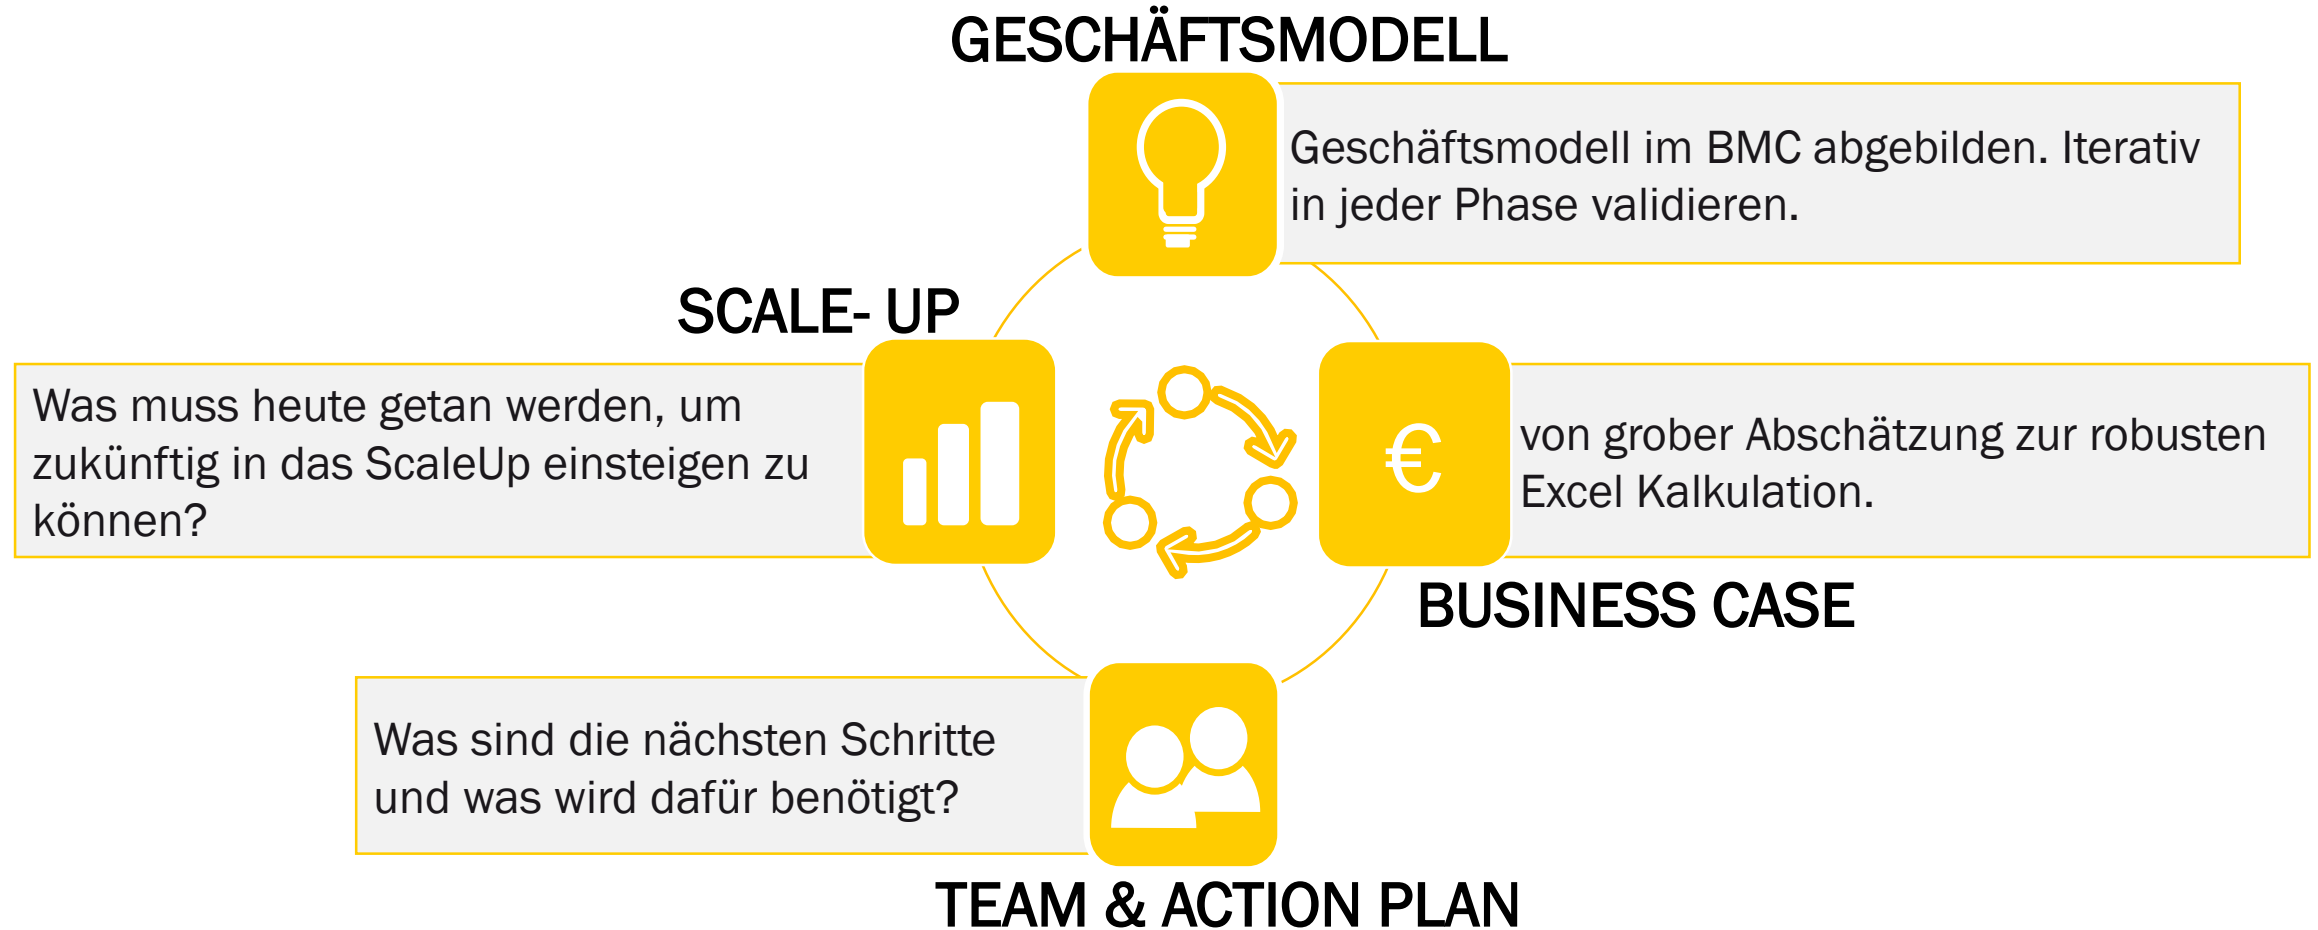 GESCHÄFTSMODELL
Geschäftsmodell im BMC abgebilden. Iterativ
in jeder Phase validieren.
SCALE- UP
Was muss heute getan werden, um
zukünftig in das ScaleUp einsteigen zu
können?
€
von grober Abschätzung zur robusten
Excel Kalkulation.
BUSINESS CASE
Was sind die nächsten Schritte
und was wird dafür benötigt?
TEAM & ACTION PLAN